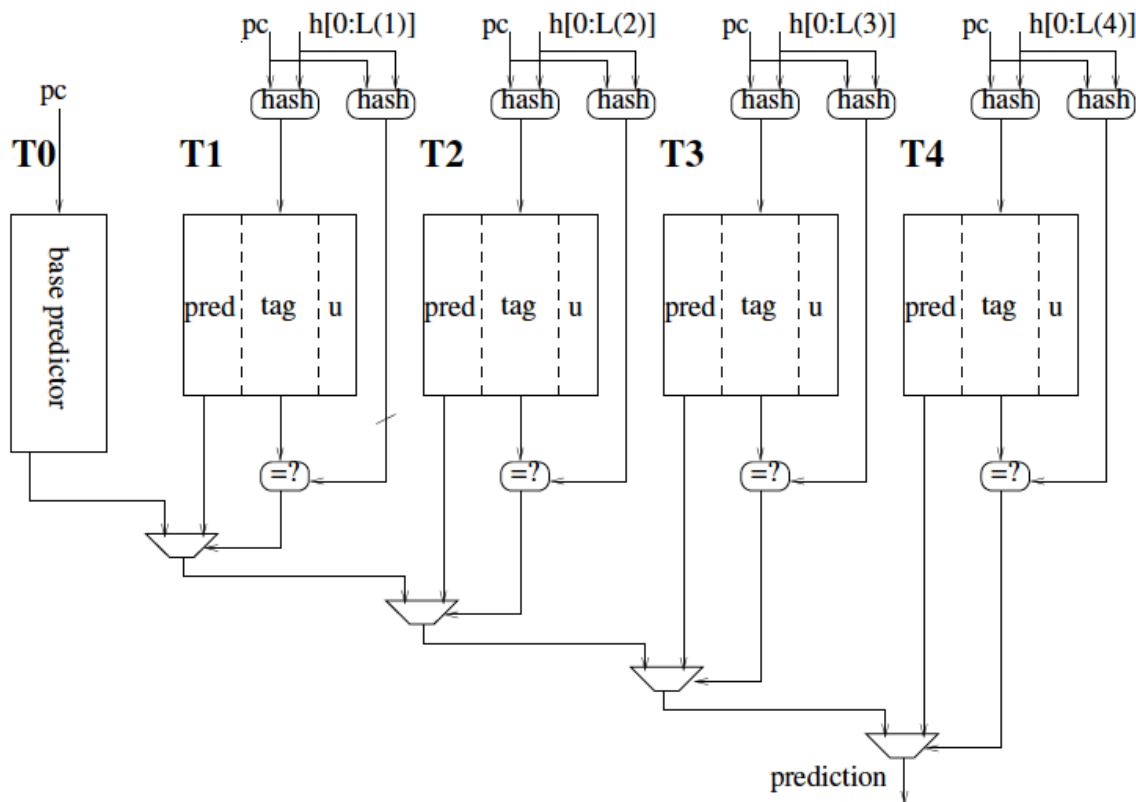 pc h[0:L(1)] pc h[0:L(2)] pc h[0:L(3)] pc h[0:L(4)]
pc hash hash hash hash hash hash hash hash
T0 T1 T2 T3 T4
base predictor
pred tag u pred tag u pred tag u pred tag u
=? =? =? =?
prediction